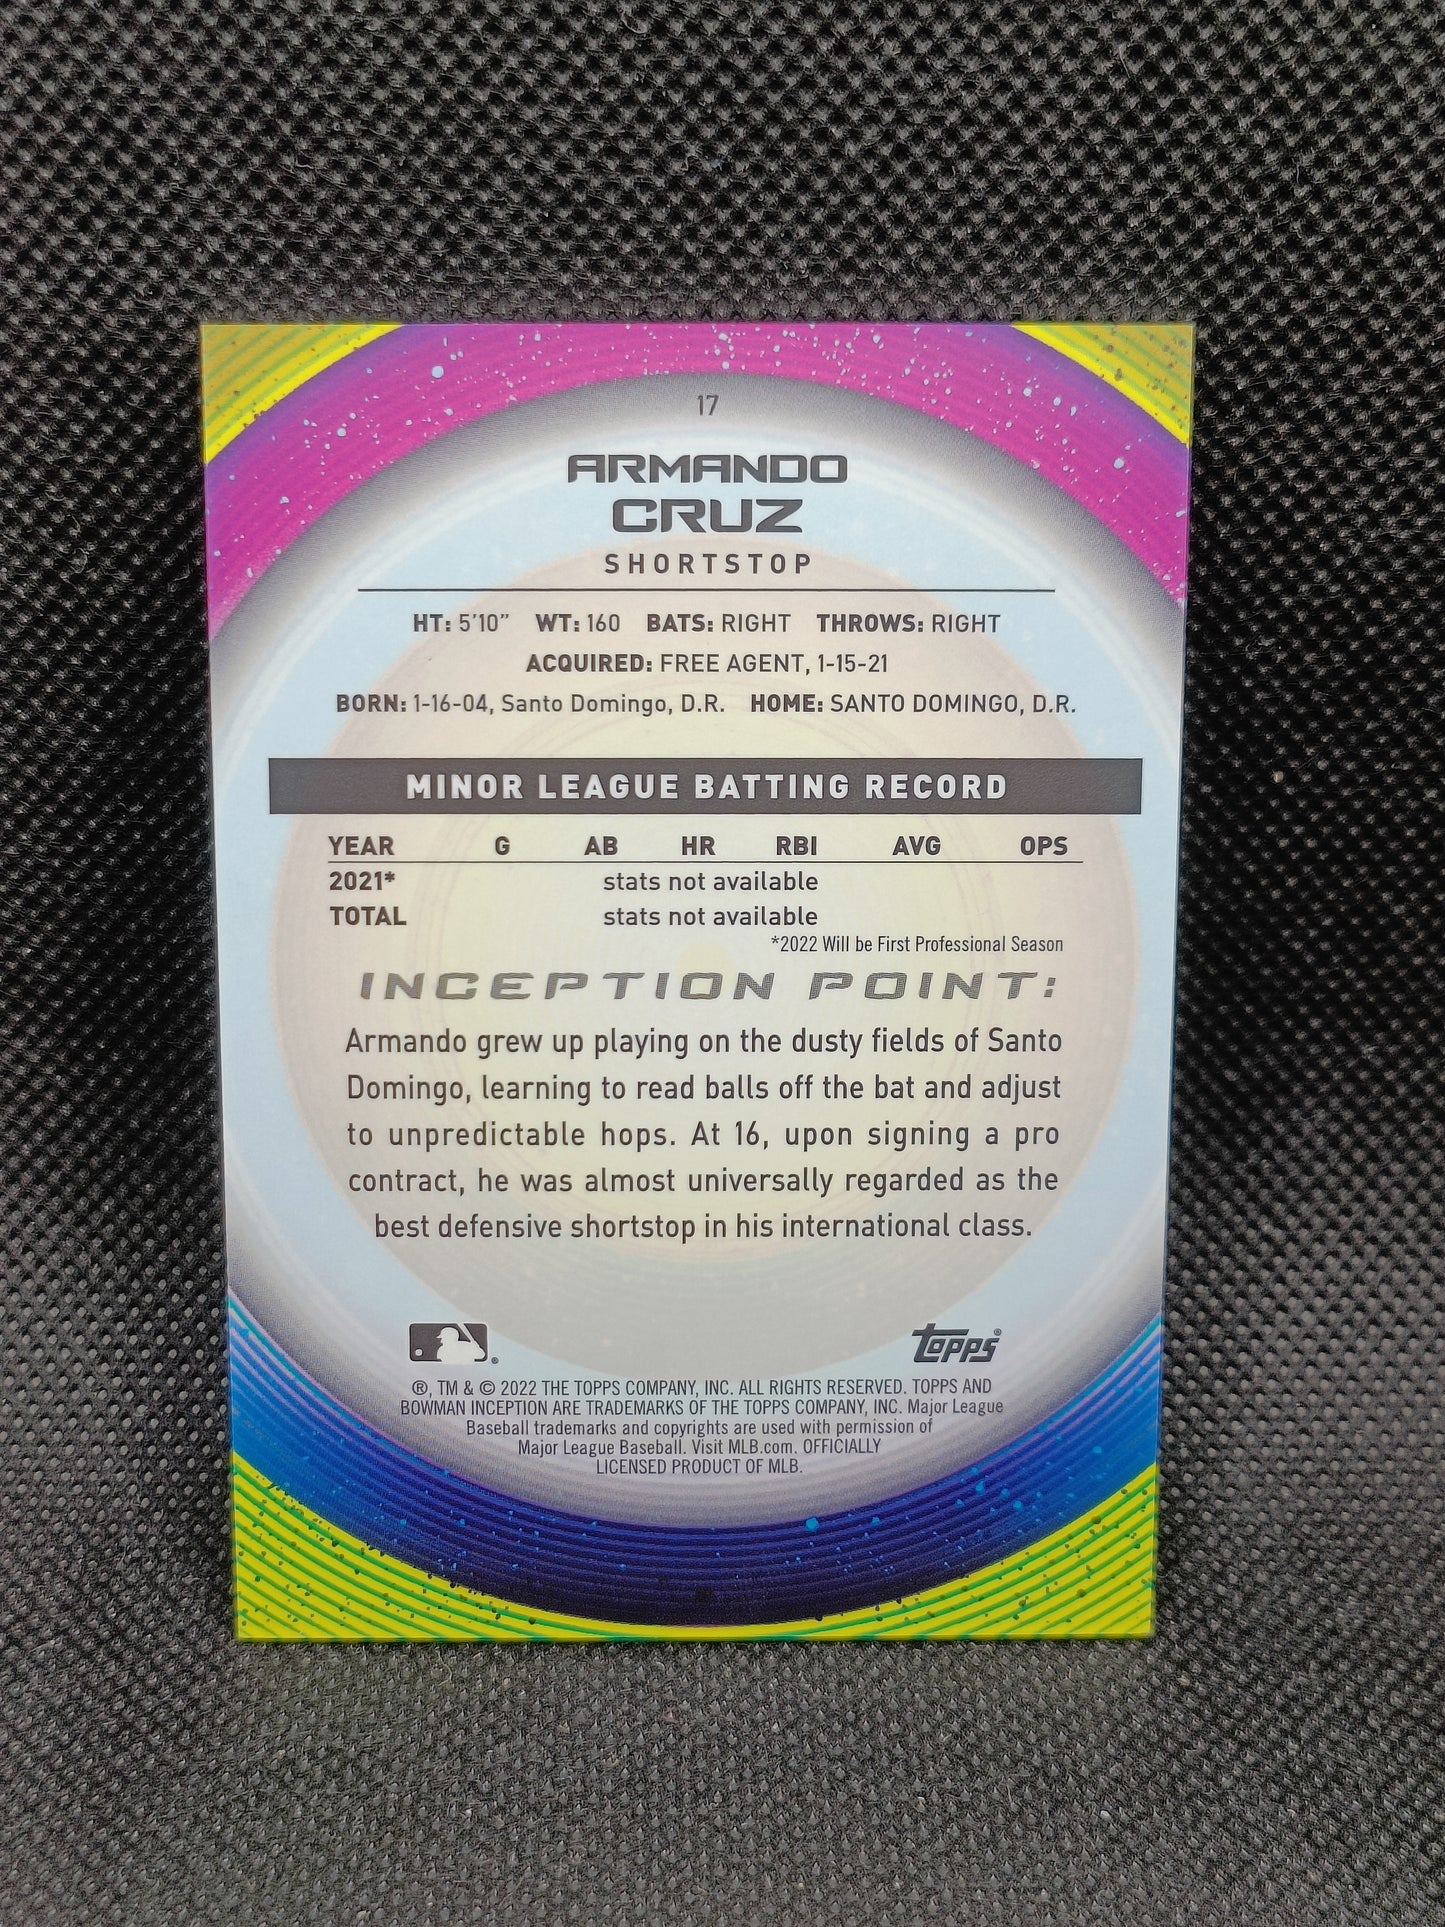 17
ARMANDO
CRUZ
SHORTSTOP
HT: 5'10" WT: 160 BATS: RIGHT THROWS: RIGHT
ACQUIRED: FREE AGENT, 1-15-21
BORN: 1-16-04, Santo Domingo, D.R. HOME: SANTO DOMINGO, D.R.
MINOR LEAGUE BATTING RECORD
YEAR G AB HR RBI AVG OPS
2021* stats not available
TOTAL stats not available
*2022 Will be First Professional Season
INCEPTION POINT:
Armando grew up playing on the dusty fields of Santo
Domingo, learning to read balls off the bat and adjust
to unpredictable hops. At 16, upon signing a pro
contract, he was almost universally regarded as the
best defensive shortstop in his international class.
®
Topps®
®, TM & © 2022 THE TOPPS COMPANY, INC. ALL RIGHTS RESERVED. TOPPS AND
BOWMAN INCEPTION ARE TRADEMARKS OF THE TOPPS COMPANY, INC. Major League
Baseball trademarks and copyrights are used with permission of
Major League Baseball. Visit MLB.com. OFFICIALLY
LICENSED PRODUCT OF MLB.